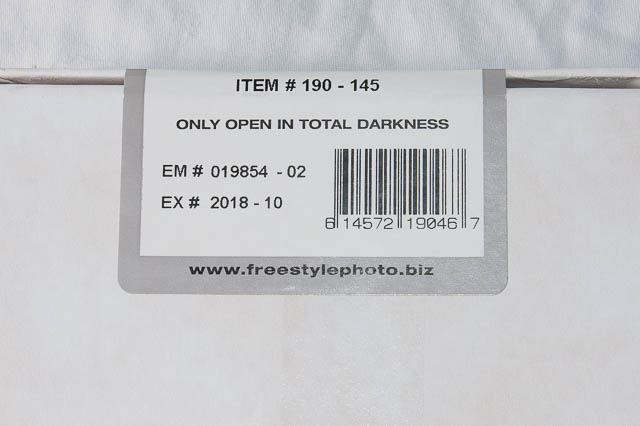 ITEM # 190 - 145
ONLY OPEN IN TOTAL DARKNESS
EM # 019854 - 02
EX # 2018 - 10
6 14572 19046 7
www.freestylephoto.biz